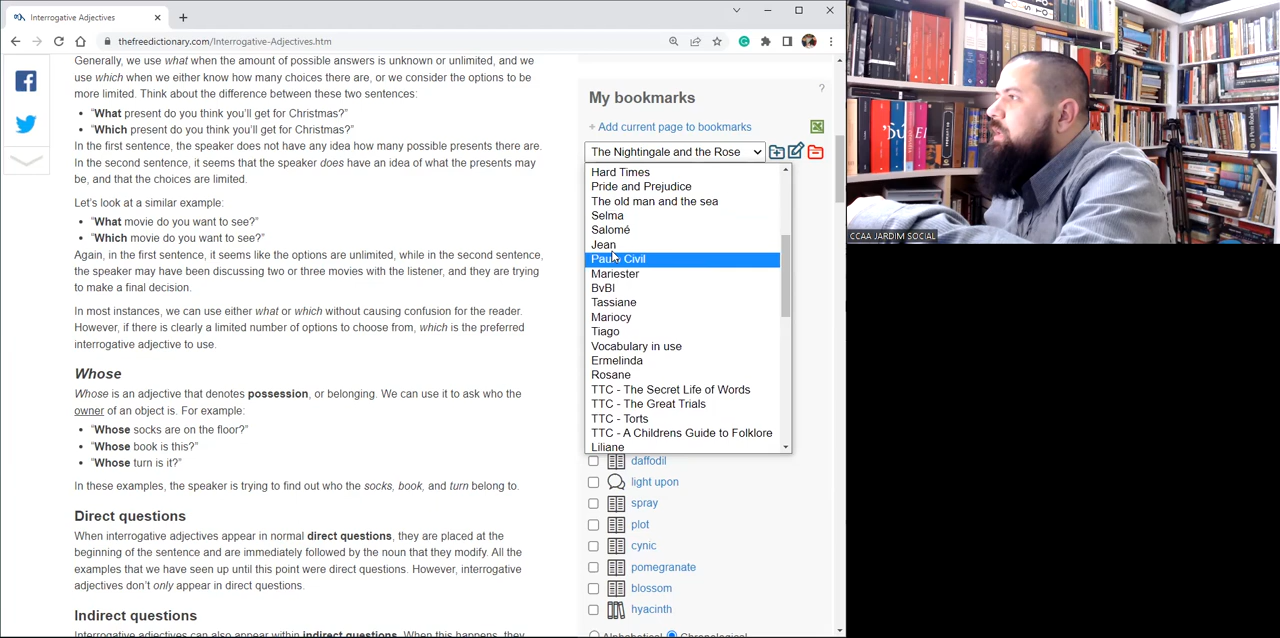 Interrogative Adjectives
thefreedictionary.com/Interrogative-Adjectives.htm
Generally, we use what when the amount of possible answers is unknown or unlimited, and we
use which when we either know how many choices there are, or we consider the options to be
more limited. Think about the difference between these two sentences:
• "What present do you think you'll get for Christmas?"
• "Which present do you think you'll get for Christmas?"
In the first sentence, the speaker does not have any idea how many possible presents there are.
In the second sentence, it seems that the speaker does have an idea of what the presents may
be, and that the choices are limited.
Let's look at a similar example:
• "What movie do you want to see?"
• "Which movie do you want to see?"
Again, in the first sentence, it seems like the options are unlimited, while in the second sentence,
the speaker may have been discussing two or three movies with the listener, and they are trying
to make a final decision.
In most instances, we can use either what or which without causing confusion for the reader.
However, if there is clearly a limited number of options to choose from, which is the preferred
interrogative adjective to use.
Whose
Whose is an adjective that denotes possession, or belonging. We can use it to ask who the
owner of an object is. For example:
• "Whose socks are on the floor?"
• "Whose book is this?"
• "Whose turn is it?"
In these examples, the speaker is trying to find out who the socks, book, and turn belong to.
Direct questions
When interrogative adjectives appear in normal direct questions, they are placed at the
beginning of the sentence and are immediately followed by the noun that they modify. All the
examples that we have seen up until this point were direct questions. However, interrogative
adjectives don't only appear in direct questions.
Indirect questions
Interrogative adjectives can also appear within indirect questions. When this happens, they
?
My bookmarks
+ Add current page to bookmarks
The Nightingale and the Rose
Hard Times
Pride and Prejudice
The old man and the sea
Selma
Salomé
Jean
Civil
Mariester
BvBI
Tassiane
Mariocy
Tiago
Vocabulary in use
Ermelinda
Rosane
TTC - The Secret Life of Words
TTC - The Great Trials
TTC - Torts
TTC - A Childrens Guide to Folklore
Liliane
daffodil
light upon
spray
plot
cynic
pomegranate
blossom
hyacinth
Alphabetical Chronological
CCAA JARDIM SOCIAL